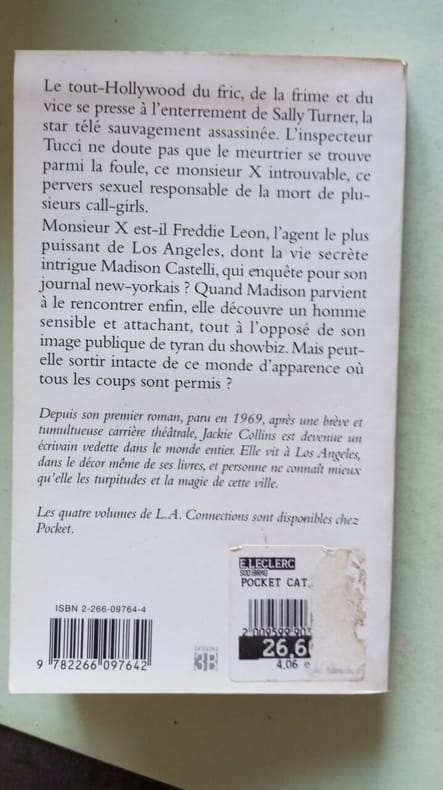 Le tout-Hollywood du fric, de la frime et du
vice se presse à l'enterrement de Sally Turner, la
star télé sauvagement assassinée. L'inspecteur
Tucci ne doute pas que le meurtrier se trouve
parmi la foule, ce monsieur X introuvable, ce
pervers sexuel responsable de la mort de plu-
sieurs call-girls.
Monsieur X est-il Freddie Leon, l'agent le plus
puissant de Los Angeles, dont la vie secrète
intrigue Madison Castelli, qui enquête pour son
journal new-yorkais ? Quand Madison parvient
à le rencontrer enfin, elle découvre un homme
sensible et attachant, tout à l'opposé de son
image publique de tyran du showbiz. Mais peut-
elle sortir intacte de ce monde d'apparence où
tous les coups sont permis ?
Depuis son premier roman, paru en 1969, après une brève et
tumultueuse carrière théâtrale, Jackie Collins est devenue un
écrivain vedette dans le monde entier. Elle vit à Los Angeles,
dans le décor même de ses livres, et personne ne connaît mieux
qu'elle les turpitudes et la magie de cette ville.
Les quatre volumes de L.A. Connections sont disponibles chez
Pocket.
E.LECLERC
POCKET CAT.
26,6
4,06
ISBN 2-266-09764-4
9 782266 097642
CATÉGORIE
3B